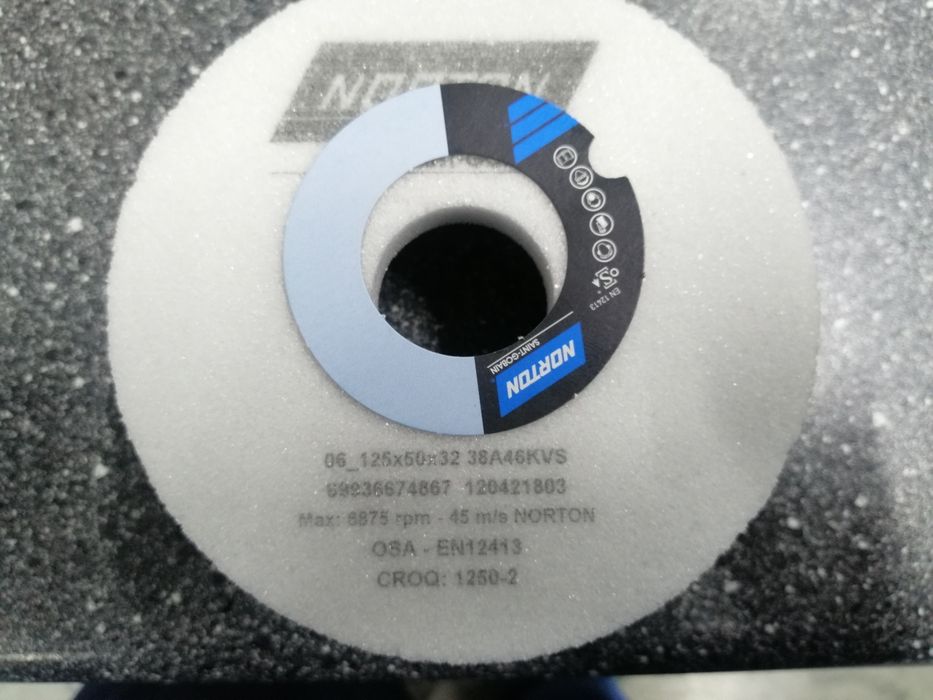 NORTON
EN 12413
NORTON
SAINT-GOBAIN
06_125x50x32 38A46KVS
69936674867 120421803
Max: 6875 rpm - 45 m/s NORTON
OSA - EN12413
CROQ: 1250-2